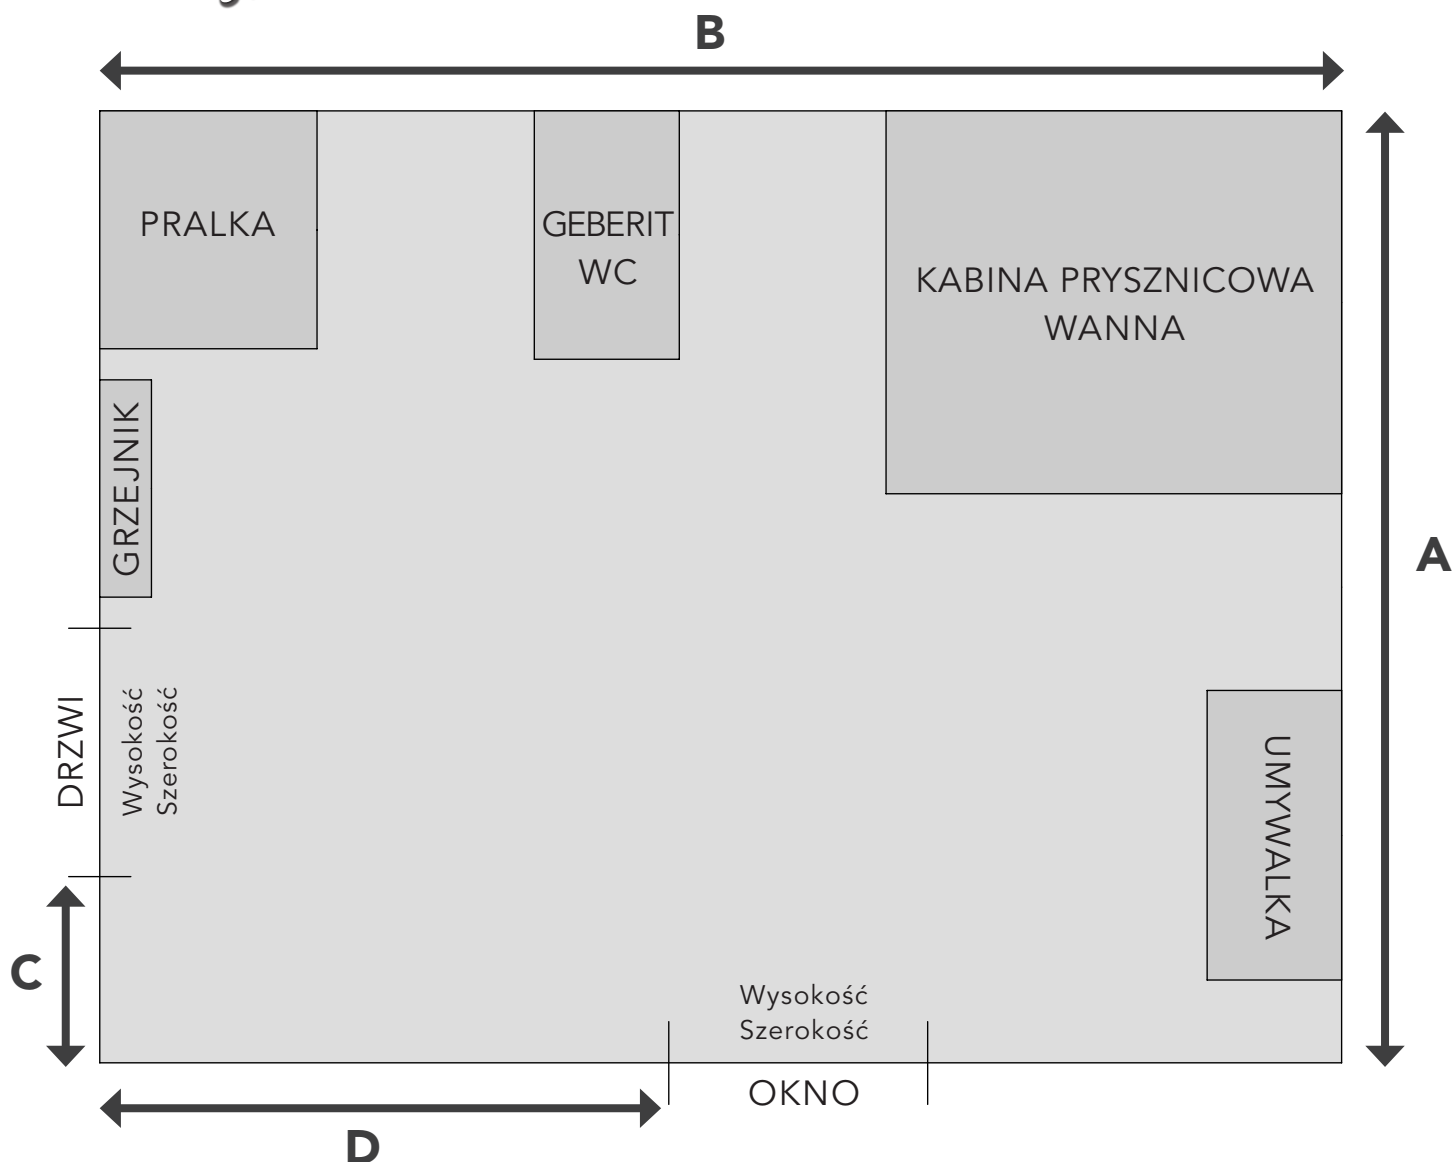 B
PRALKA
GEBERIT
WC
KABINA PRYSZNICOWA
WANNA
GRZEJNIK
A
DRZWI
Wysokość
Szerokość
UMYWALKA
C
Wysokość
Szerokość
OKNO
D